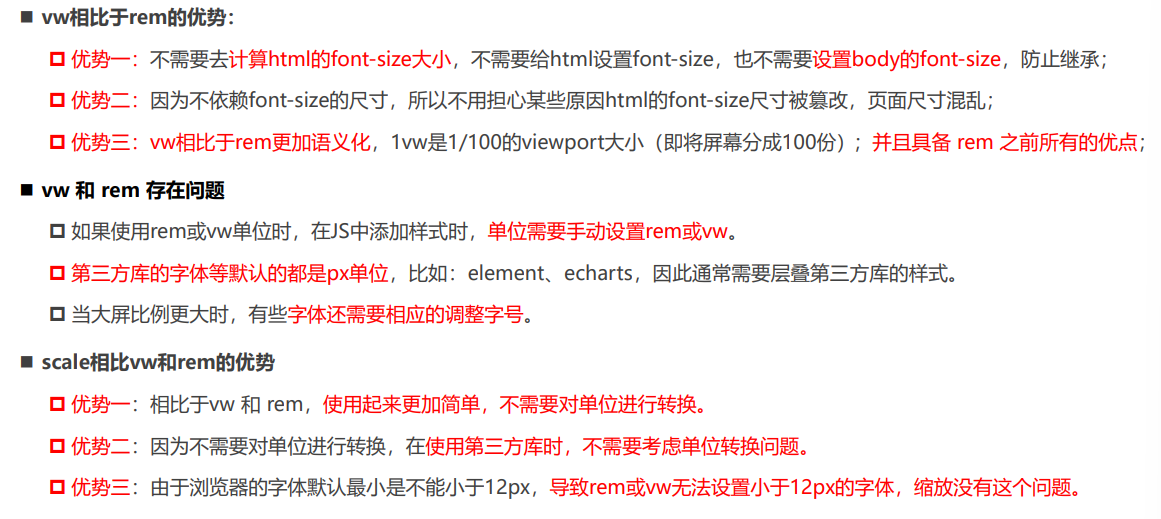 vw相比于rem的优势：
优势一：不需要去计算html的font-size大小，不需要给html设置font-size，也不需要设置body的font-size，防止继承；
优势二：因为不依赖font-size的尺寸，所以不用担心某些原因html的font-size尺寸被篡改，页面尺寸混乱；
优势三：vw相比于rem更加语义化，1vw是1/100的viewport大小（即将屏幕分成100份）；并且具备 rem 之前所有的优点；
vw 和 rem 存在问题
如果使用rem或vw单位时，在JS中添加样式时，单位需要手动设置rem或vw。
第三方库的字体等默认的都是px单位，比如：element、echarts，因此通常需要层叠第三方库的样式。
当大屏比例更大时，有些字体还需要相应的调整字号。
scale相比vw和rem的优势
优势一：相比于vw 和 rem，使用起来更加简单，不需要对单位进行转换。
优势二：因为不需要对单位进行转换，在使用第三方库时，不需要考虑单位转换问题。
优势三：由于浏览器的字体默认最小是不能小于12px，导致rem或vw无法设置小于12px的字体，缩放没有这个问题。